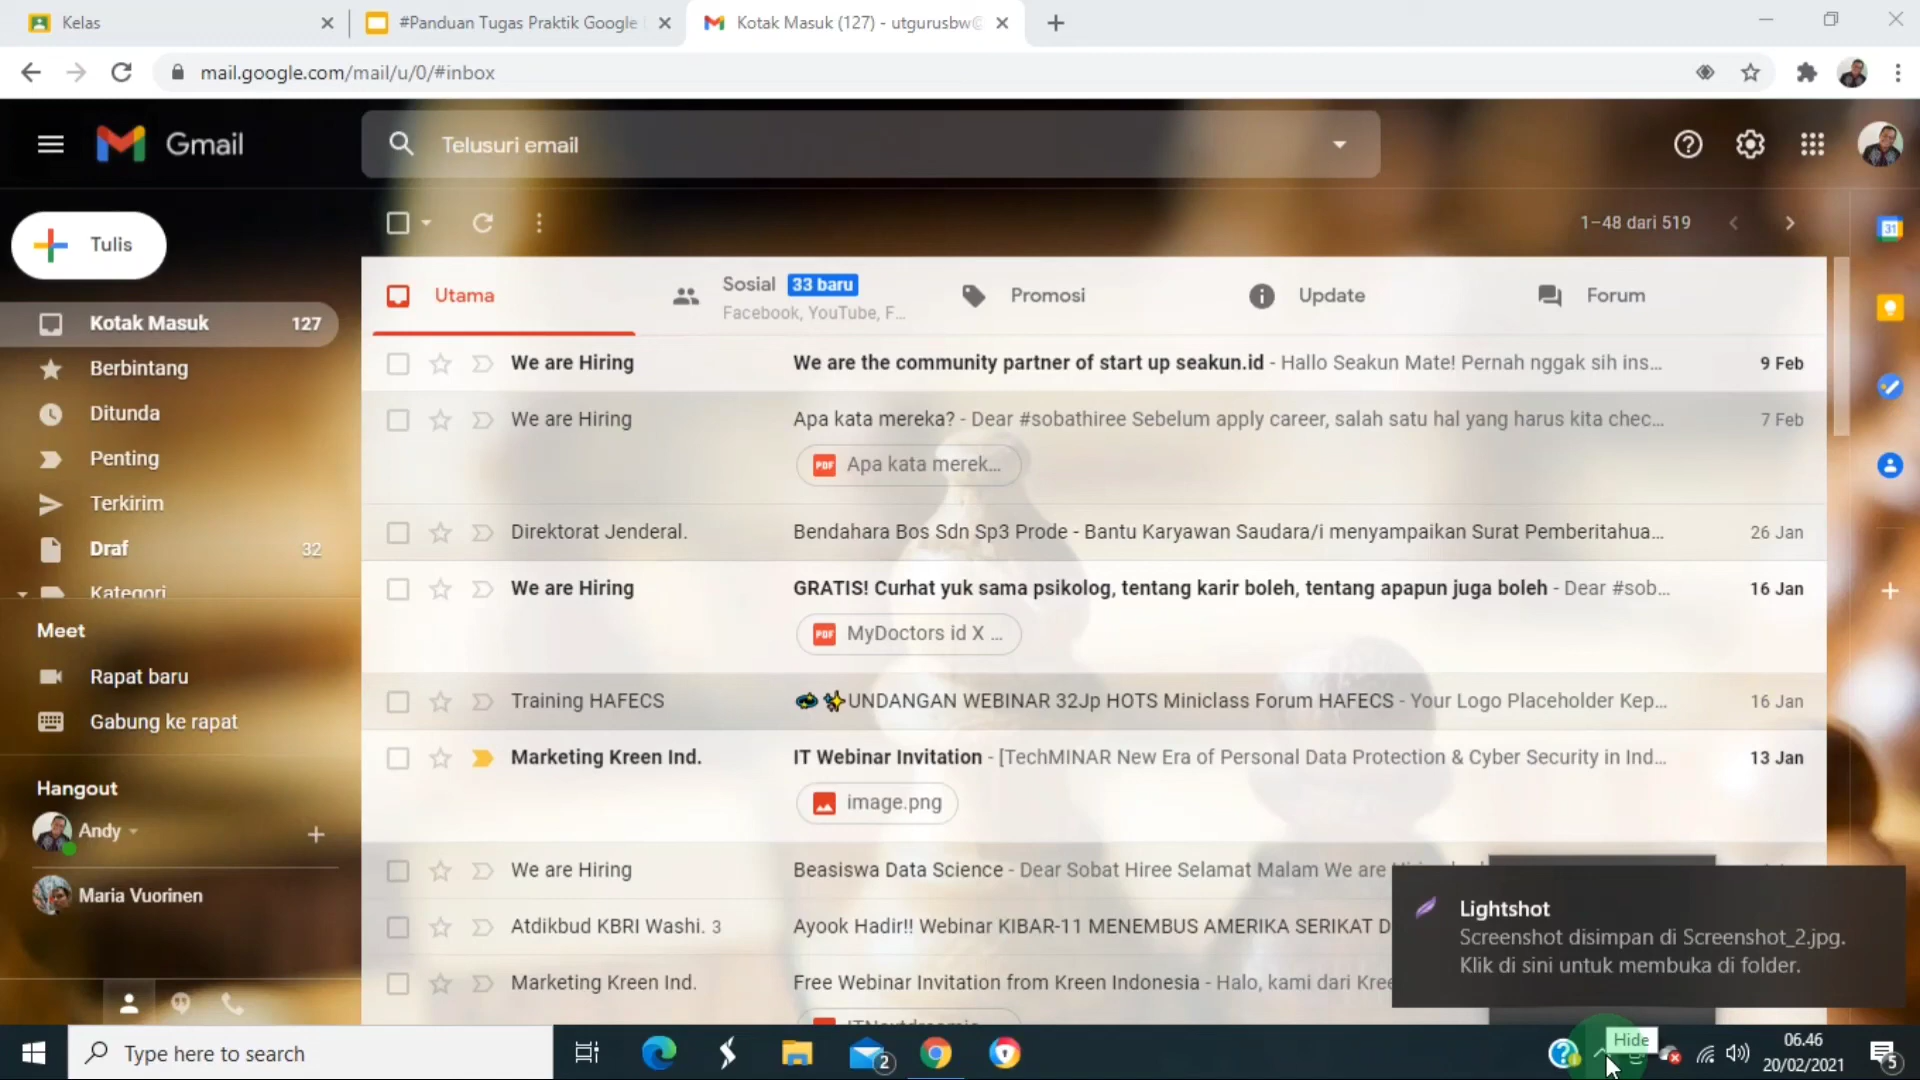 Kelas
#Panduan Tugas Praktik Google
Kotak Masuk (127) - utgurusbw@
mail.google.com/mail/u/0/#inbox
Gmail
Telusuri email
Tulis
1–48 dari 519
31
Utama
Sosial 33 baru
Facebook, YouTube, F...
Promosi
Update
Forum
Kotak Masuk 127
Berbintang
Ditunda
Penting
Terkirim
Draf 32
Kategori
Meet
Rapat baru
Gabung ke rapat
Hangout
Andy
Maria Vuorinen
We are Hiring We are the community partner of start up seakun.id - Hallo Seakun Mate! Pernah nggak sih ins... 9 Feb
We are Hiring Apa kata mereka? - Dear #sobathiree Sebelum apply career, salah satu hal yang harus kita chec... 7 Feb
PDF Apa kata merek...
Direktorat Jenderal. Bendahara Bos Sdn Sp3 Prode - Bantu Karyawan Saudara/i menyampaikan Surat Pemberitahua... 26 Jan
We are Hiring GRATIS! Curhat yuk sama psikolog, tentang karir boleh, tentang apapun juga boleh - Dear #sob... 16 Jan
PDF MyDoctors id X ...
Training HAFECS UNDANGAN WEBINAR 32Jp HOTS Miniclass Forum HAFECS - Your Logo Placeholder Kep... 16 Jan
Marketing Kreen Ind. IT Webinar Invitation - [TechMINAR New Era of Personal Data Protection & Cyber Security in Ind... 13 Jan
image.png
We are Hiring Beasiswa Data Science - Dear Sobat Hiree Selamat Malam We are
Atdikbud KBRI Washi. 3 Ayook Hadir!! Webinar KIBAR-11 MENEMBUS AMERIKA SERIKAT D
Marketing Kreen Ind. Free Webinar Invitation from Kreen Indonesia - Halo, kami dari Kree
Lightshot
Screenshot disimpan di Screenshot_2.jpg.
Klik di sini untuk membuka di folder.
Type here to search
2
Hide
06.46
20/02/2021
5